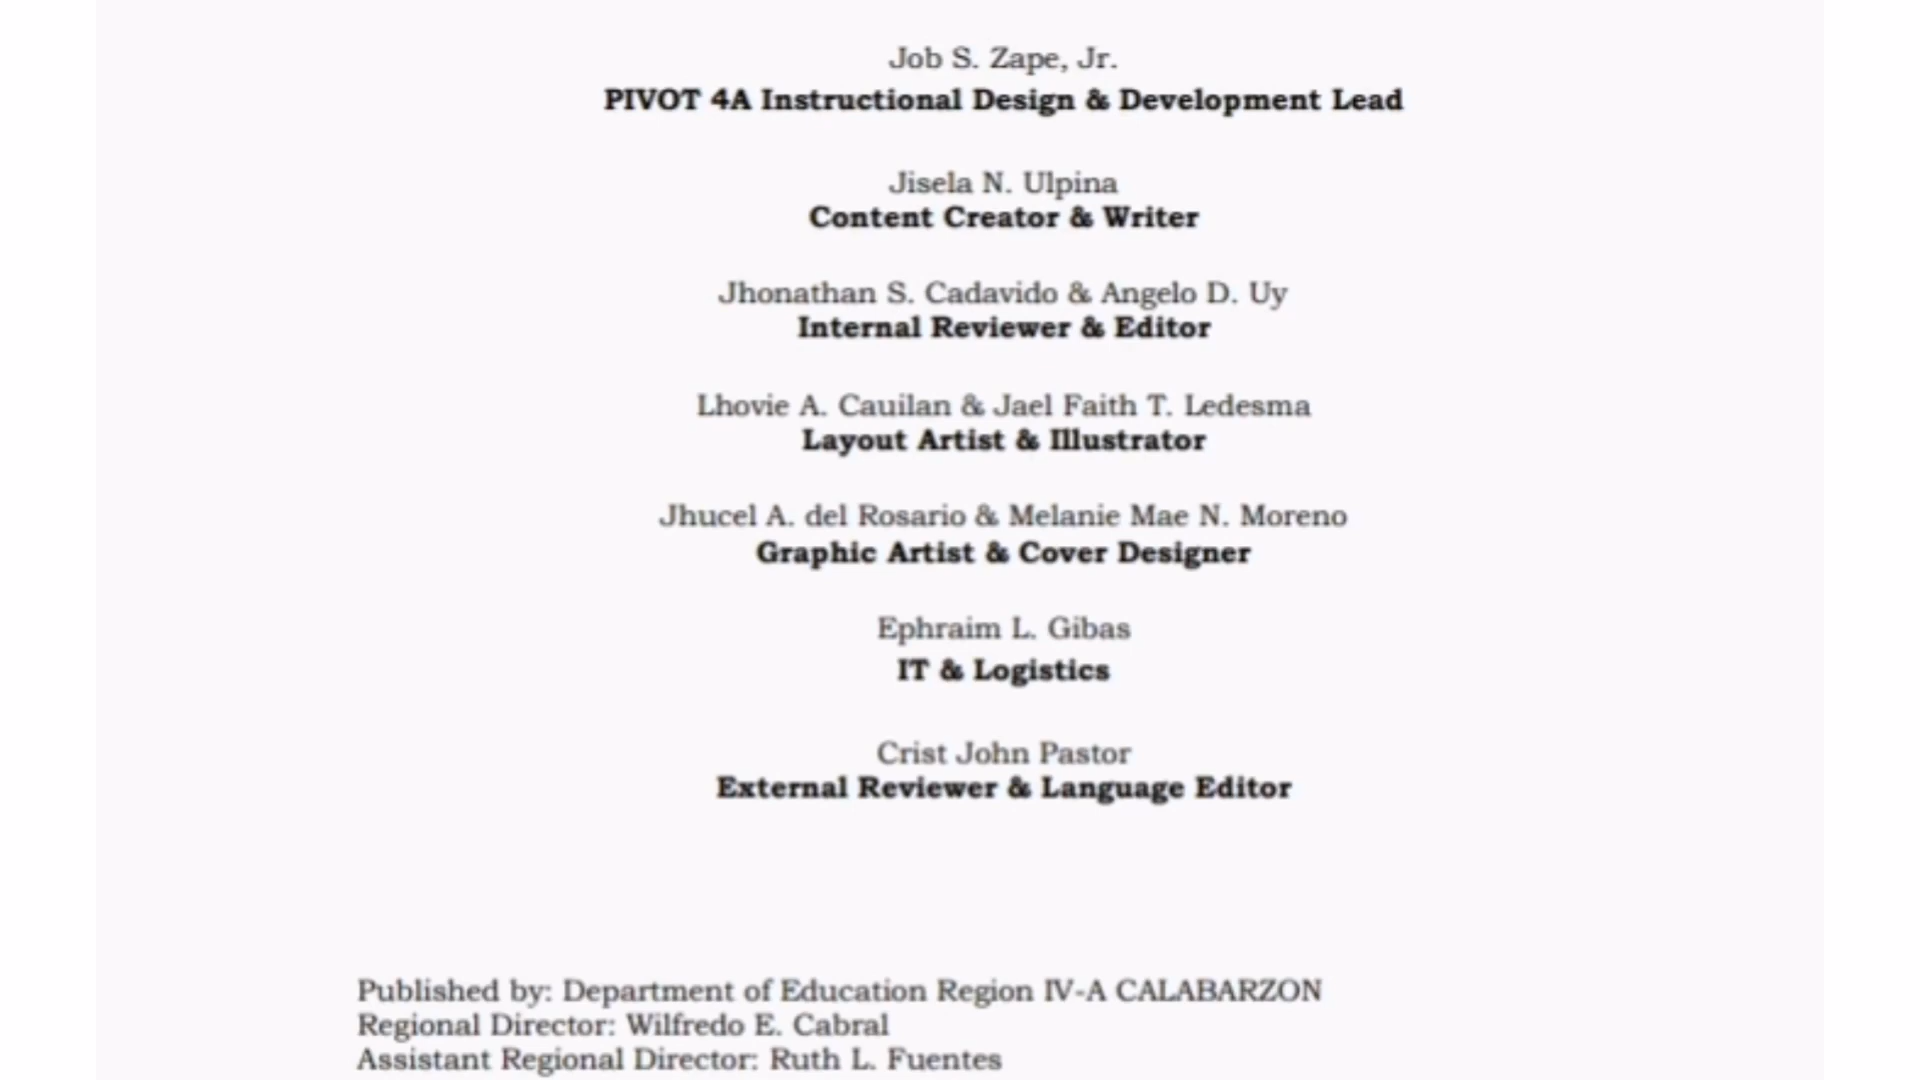 Job S. Zape, Jr.
PIVOT 4A Instructional Design & Development Lead
Jisela N. Ulpina
Content Creator & Writer
Jhonathan S. Cadavido & Angelo D. Uy
Internal Reviewer & Editor
Lhovie A. Cauilan & Jael Faith T. Ledesma
Layout Artist & Illustrator
Jhucel A. del Rosario & Melanie Mae N. Moreno
Graphic Artist & Cover Designer
Ephraim L. Gibas
IT & Logistics
Crist John Pastor
External Reviewer & Language Editor
Published by: Department of Education Region IV-A CALABARZON
Regional Director: Wilfredo E. Cabral
Assistant Regional Director: Ruth L. Fuentes